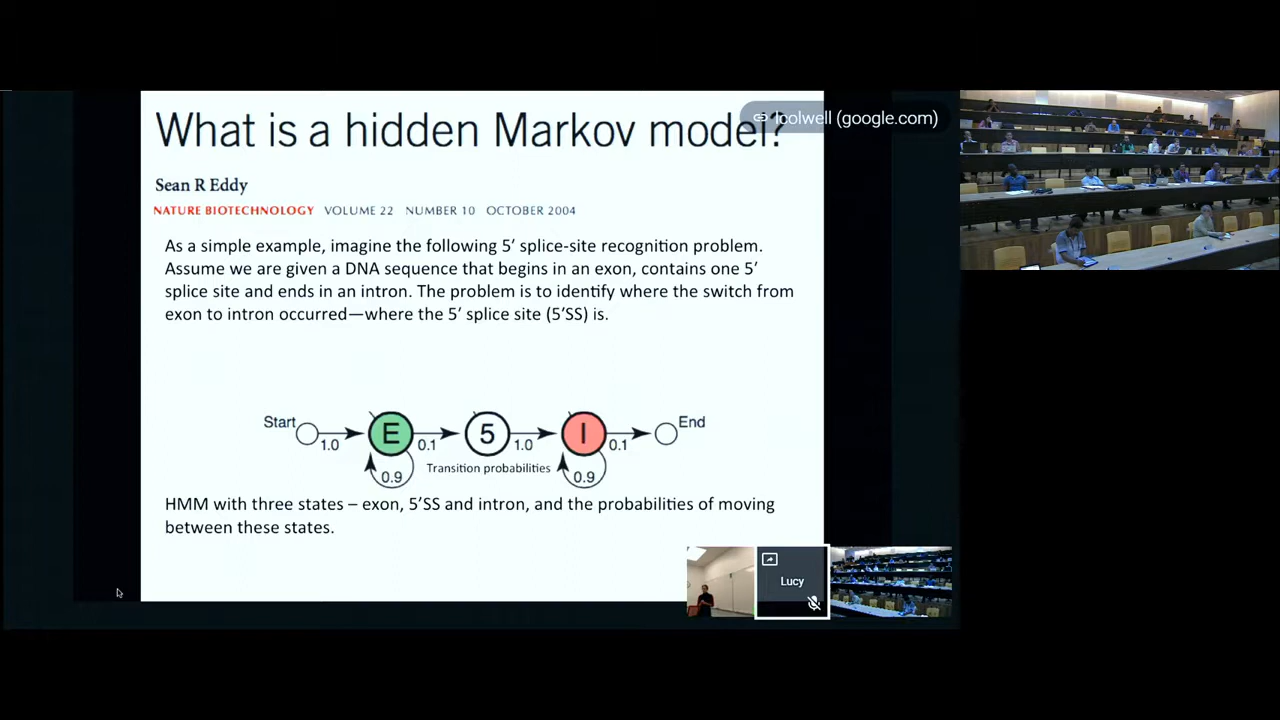 What is a hidden Markov model?
lcolwell (google.com)
Sean R Eddy
NATURE BIOTECHNOLOGY VOLUME 22 NUMBER 10 OCTOBER 2004
As a simple example, imagine the following 5′ splice-site recognition problem.
Assume we are given a DNA sequence that begins in an exon, contains one 5′
splice site and ends in an intron. The problem is to identify where the switch from
exon to intron occurred—where the 5′ splice site (5′SS) is.
Start 1.0 E 0.1 5 1.0 I 0.1 End
0.9 Transition probabilities 0.9
HMM with three states – exon, 5′SS and intron, and the probabilities of moving
between these states.
Lucy